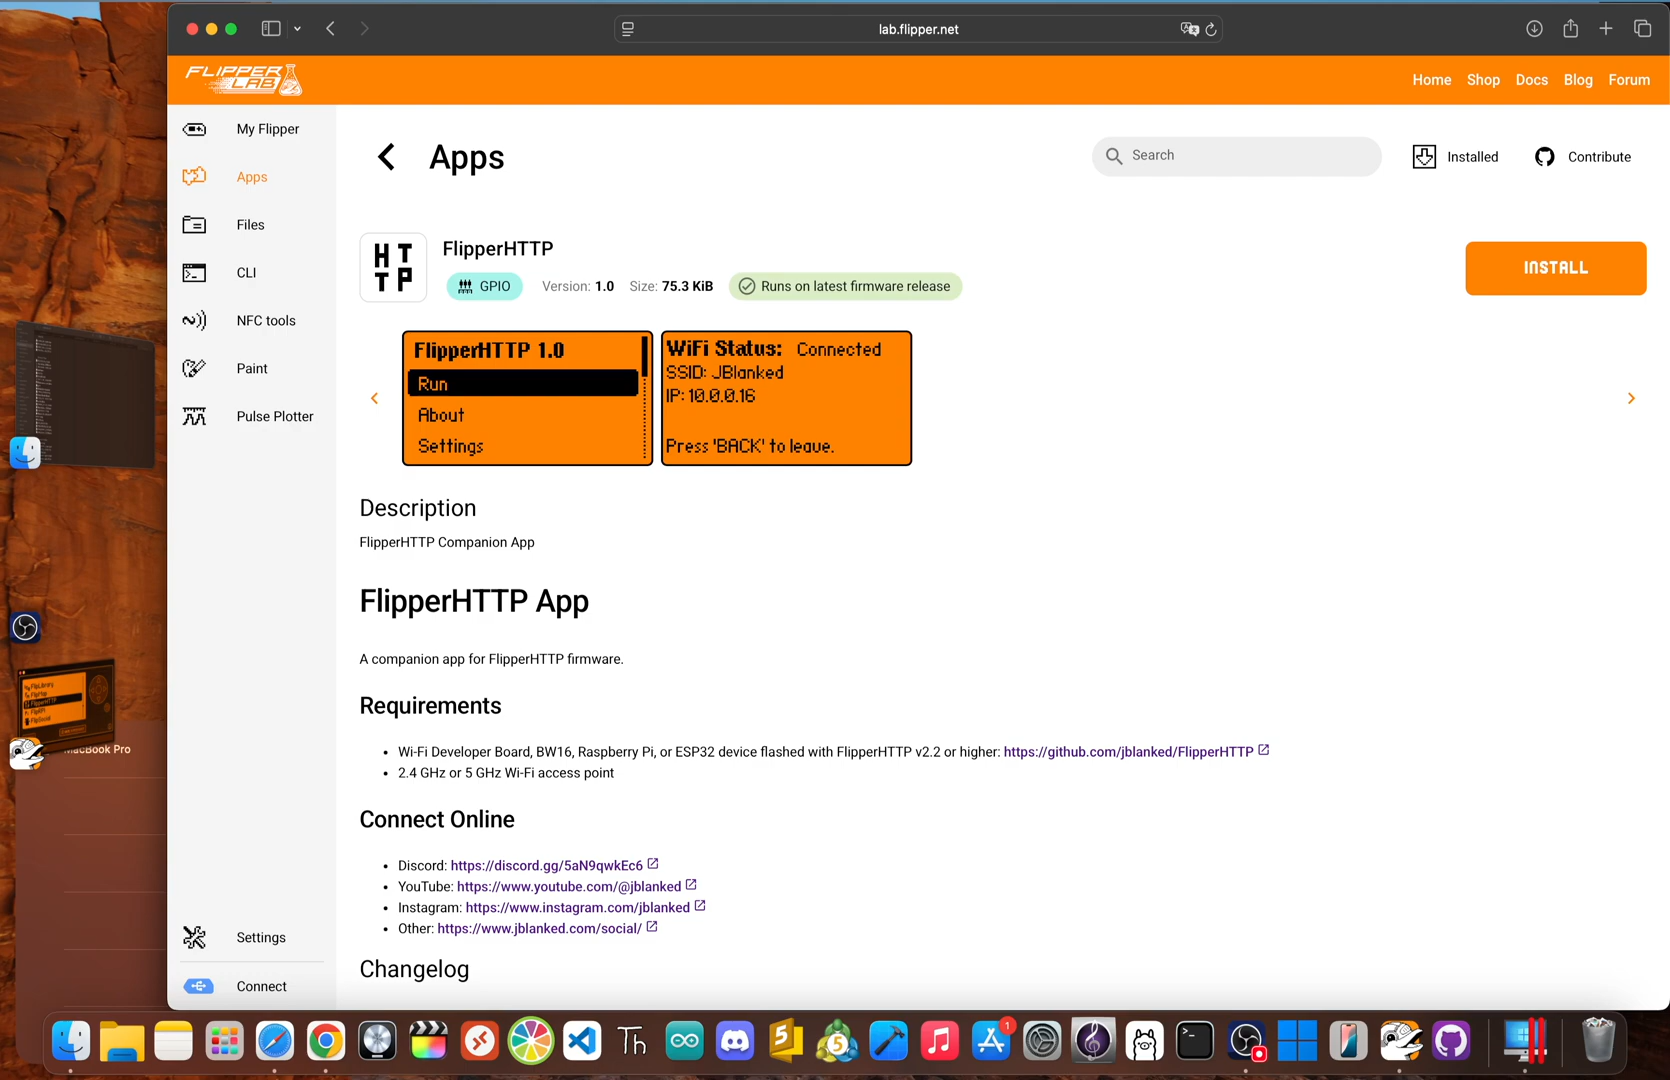 lab.flipper.net
FLIPPER
LAB
Home
Shop
Docs
Blog
Forum
My Flipper
Apps
Files
CLI
NFC tools
Paint
Pulse Plotter
Settings
Connect
Apps
Search
Installed
Contribute
HT
TP
FlipperHTTP
GPIO
Version: 1.0
Size: 75.3 KiB
Runs on latest firmware release
INSTALL
FlipperHTTP 1.0
Run
About
Settings
WiFi Status: Connected
SSID: JBlanked
IP: 10.0.0.16
Press 'BACK' to leave.
Description
FlipperHTTP Companion App
FlipperHTTP App
A companion app for FlipperHTTP firmware.
Requirements
• Wi-Fi Developer Board, BW16, Raspberry Pi, or ESP32 device flashed with FlipperHTTP v2.2 or higher: https://github.com/jblanked/FlipperHTTP
• 2.4 GHz or 5 GHz Wi-Fi access point
Connect Online
• Discord: https://discord.gg/5aN9qwkEc6
• YouTube: https://www.youtube.com/@jblanked
• Instagram: https://www.instagram.com/jblanked
• Other: https://www.jblanked.com/social/
Changelog
MacBook Pro
Th
5
5
1